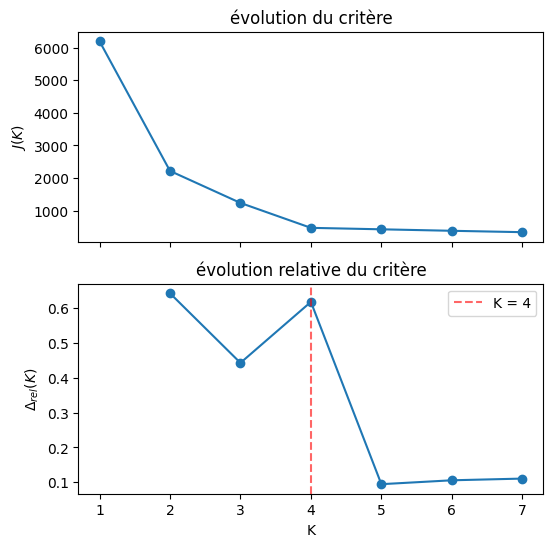 évolution du critère
6000
5000
4000
3000
2000
1000
J(K)
évolution relative du critère
0.6
0.5
0.4
0.3
0.2
0.1
Δrel(K)
K = 4
1 2 3 4 5 6 7
K